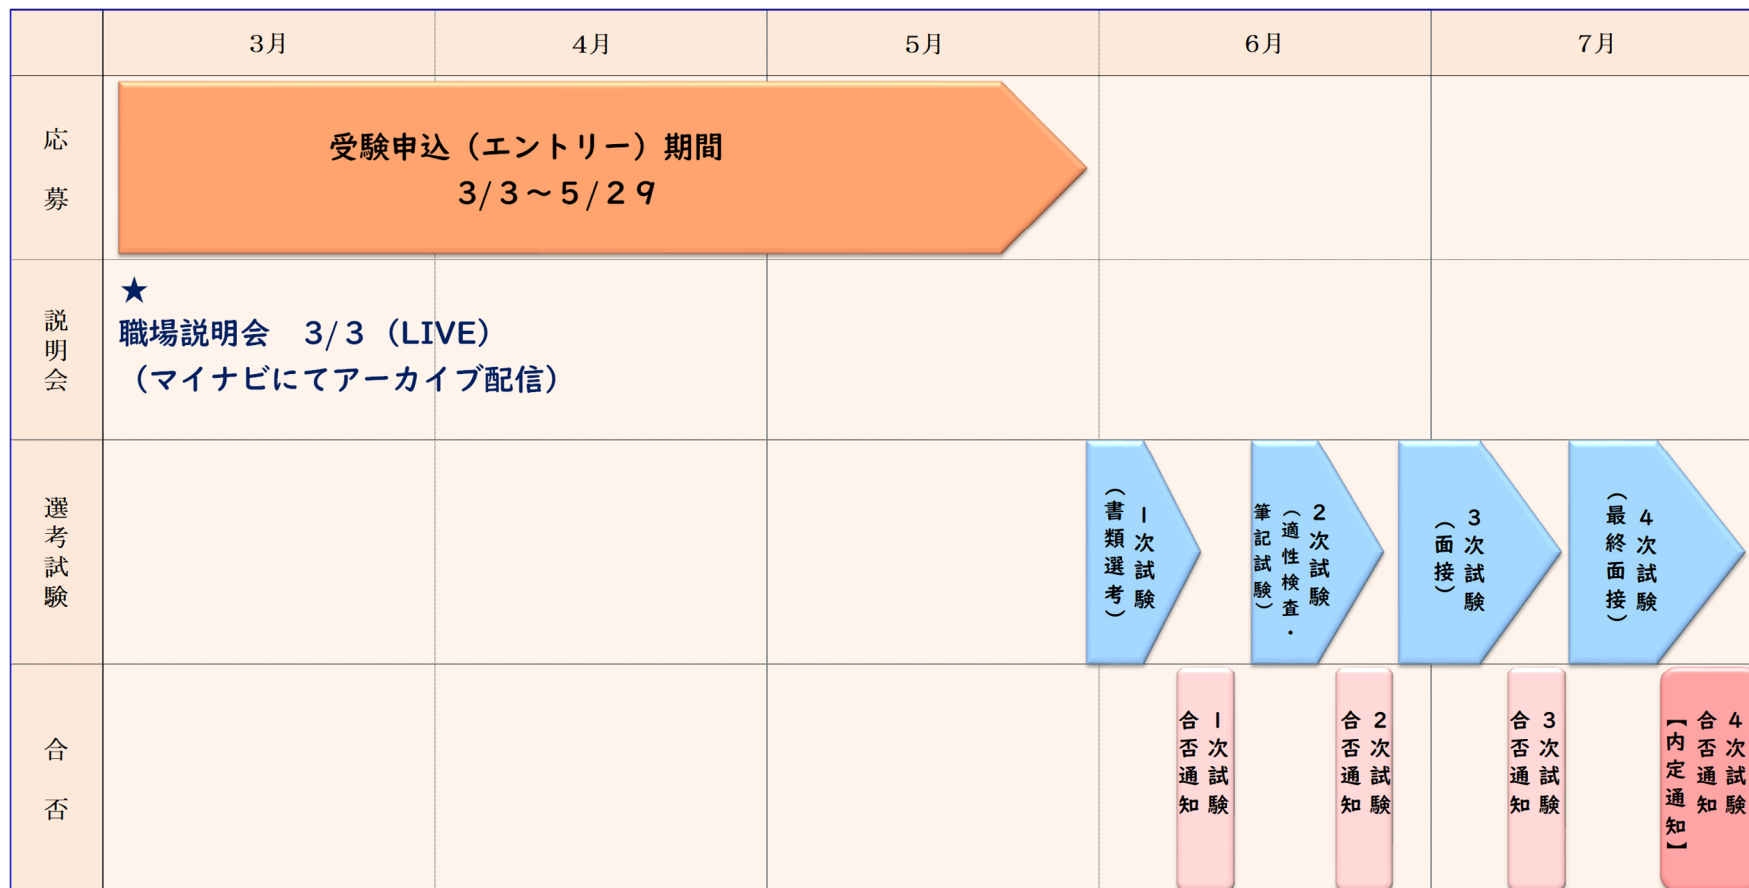 3月
4月
5月
6月
7月
応募
受験申込（エントリー）期間
３/３～５/２９
説明会
★
職場説明会　３/３（LIVE）
（マイナビにてアーカイブ配信）
選考試験
１次試験
（書類選考）
２次試験
（適性検査・
筆記試験）
３次試験
（面接）
４次試験
（最終面接）
合否
１次試験
合否通知
２次試験
合否通知
３次試験
合否通知
４次試験
合否通知
【内定通知】